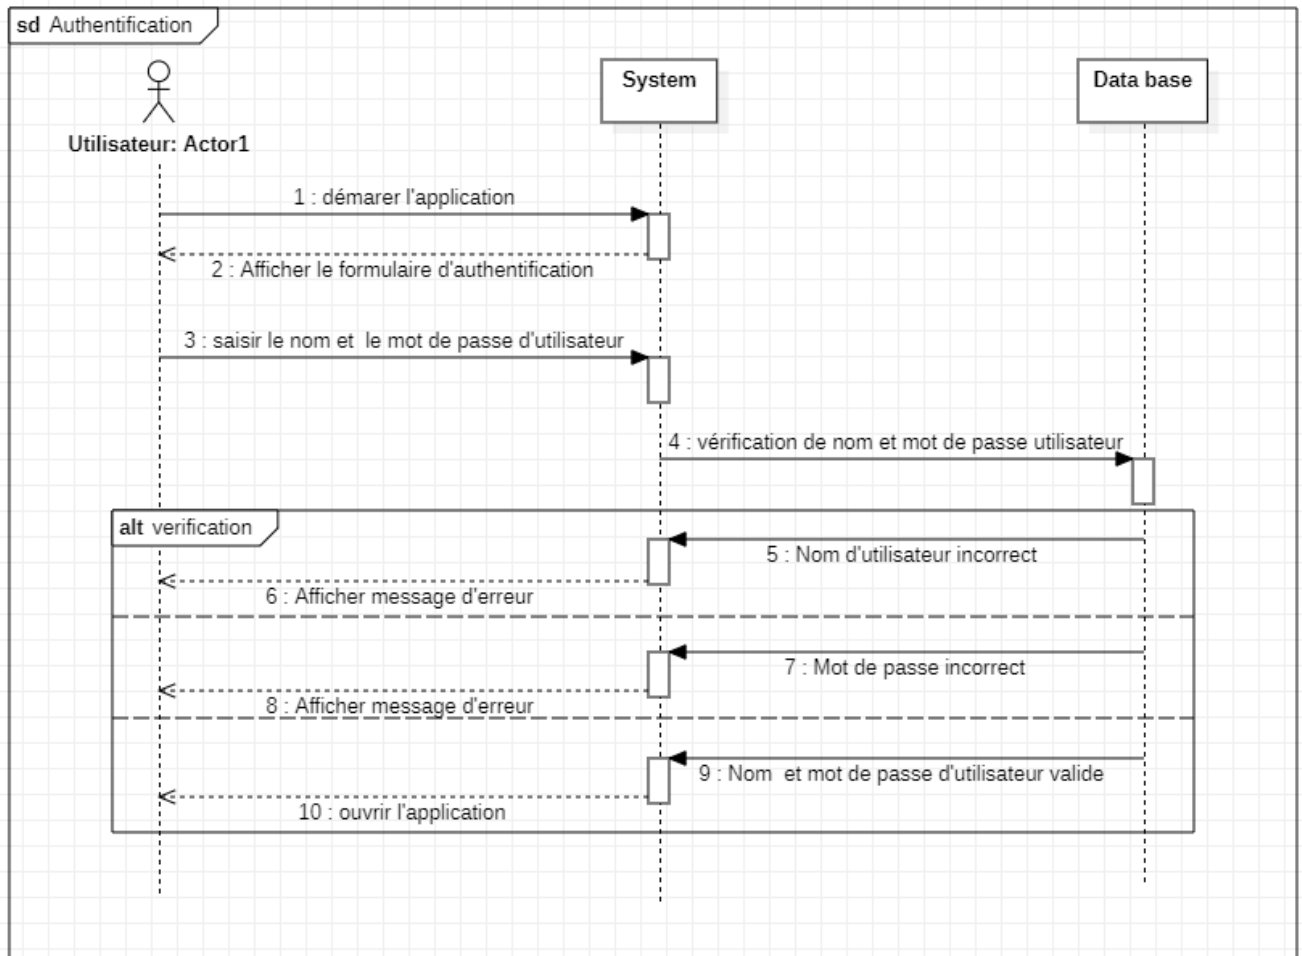 sd Authentification
System
Data base
Utilisateur: Actor1
1 : démarer l'application
2 : Afficher le formulaire d'authentification
3 : saisir le nom et  le mot de passe d'utilisateur
4 : vérification de nom et mot de passe utilisateur
alt verification
5 : Nom d'utilisateur incorrect
6 : Afficher message d'erreur
7 : Mot de passe incorrect
8 : Afficher message d'erreur
9 : Nom  et mot de passe d'utilisateur valide
10 : ouvrir l'application